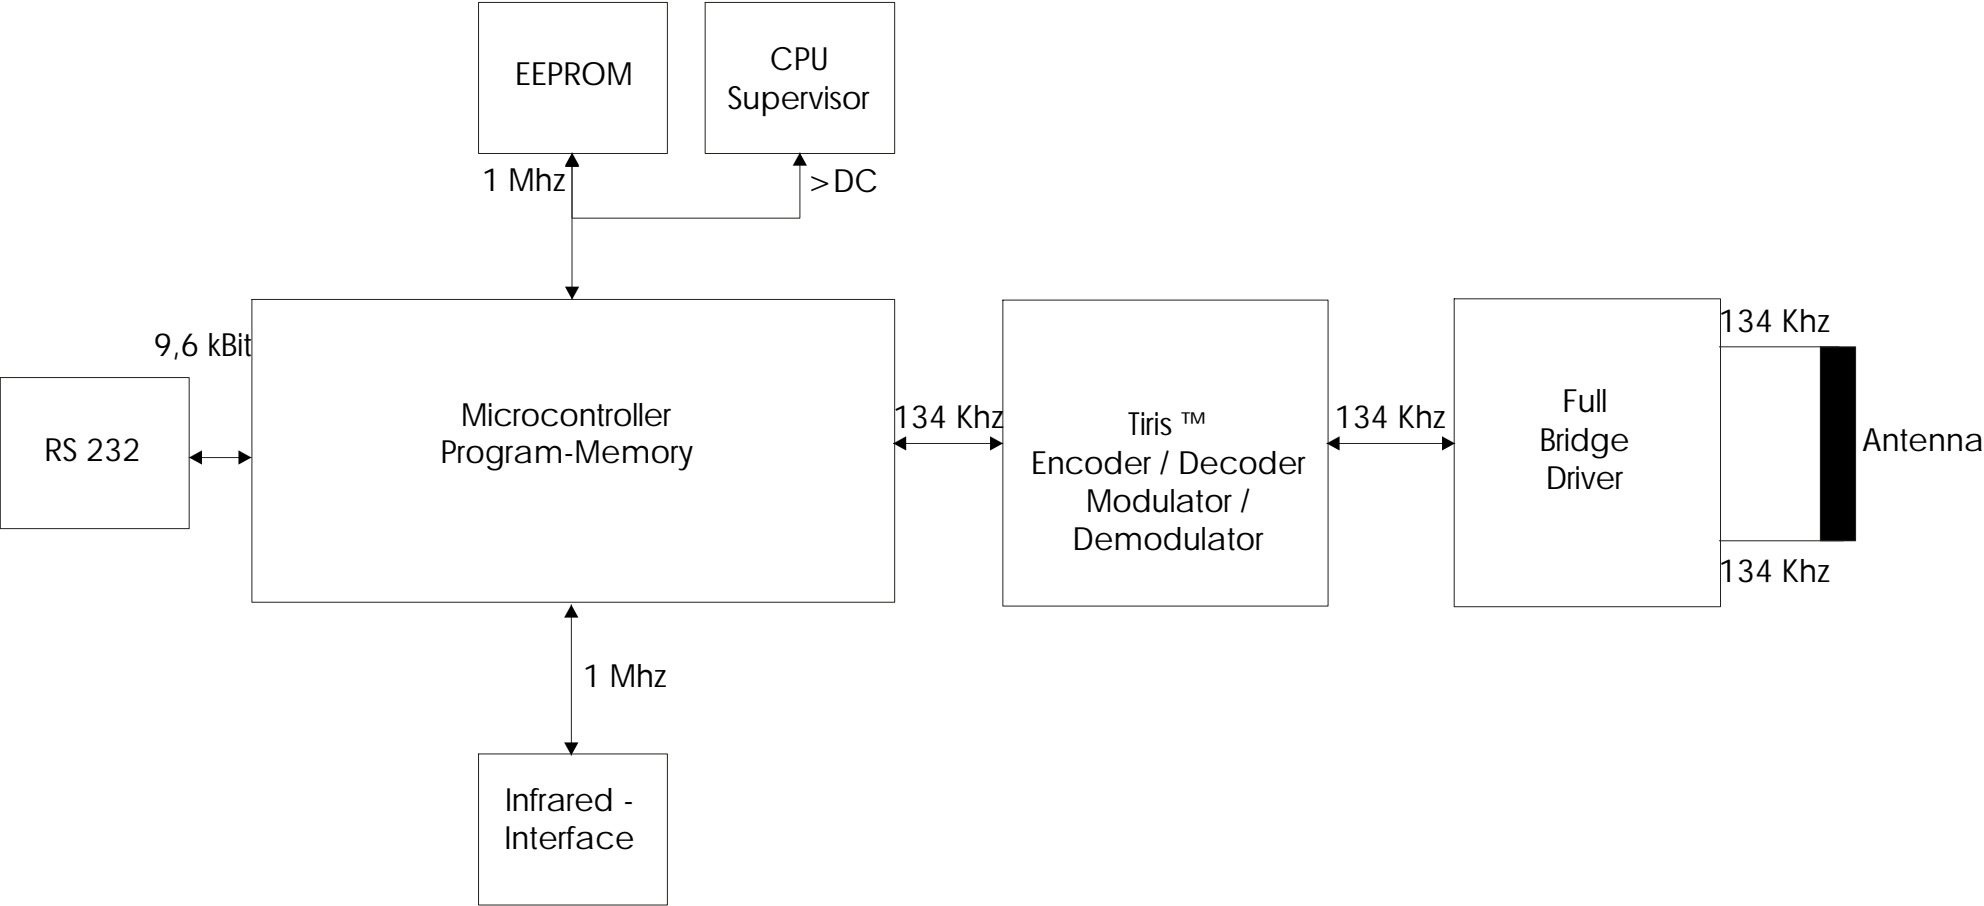 EEPROM
CPU
Supervisor
1 Mhz
>DC
9,6 kBit
RS 232
Microcontroller
Program-Memory
134 Khz
Tiris ™
Encoder / Decoder
Modulator /
Demodulator
134 Khz
Full
Bridge
Driver
134 Khz
Antenna
134 Khz
1 Mhz
Infrared -
Interface